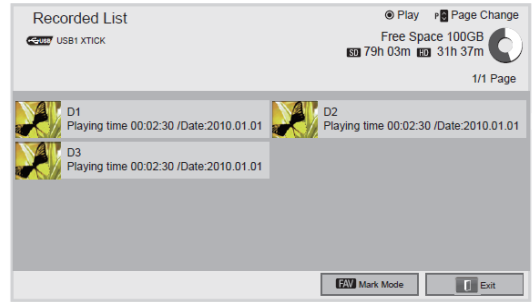 Recorded List
Play P Page Change
USB USB1 XTICK
Free Space 100GB
SD 79h 03m HD 31h 37m
1/1 Page
D1
Playing time 00:02:30 /Date:2010.01.01
D2
Playing time 00:02:30 /Date:2010.01.01
D3
Playing time 00:02:30 /Date:2010.01.01
FAV Mark Mode
Exit